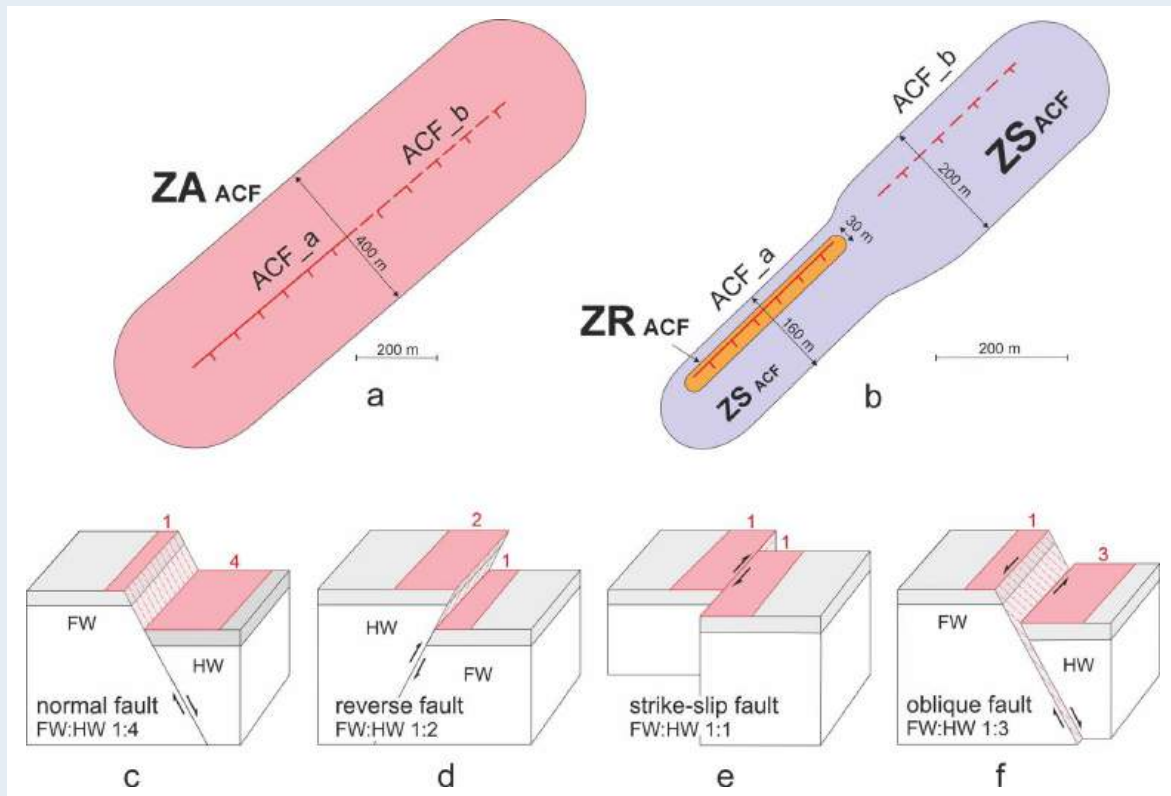 ZA ACF
ACF_a
ACF_b
400 m
200 m
a
ZR ACF
ACF_a
ACF_b
ZS ACF
ZS ACF
30 m
160 m
200 m
200 m
b
1
4
FW
HW
normal fault
FW:HW 1:4
c
2
1
HW
FW
reverse fault
FW:HW 1:2
d
1
1
strike-slip fault
FW:HW 1:1
e
1
3
FW
HW
oblique fault
FW:HW 1:3
f